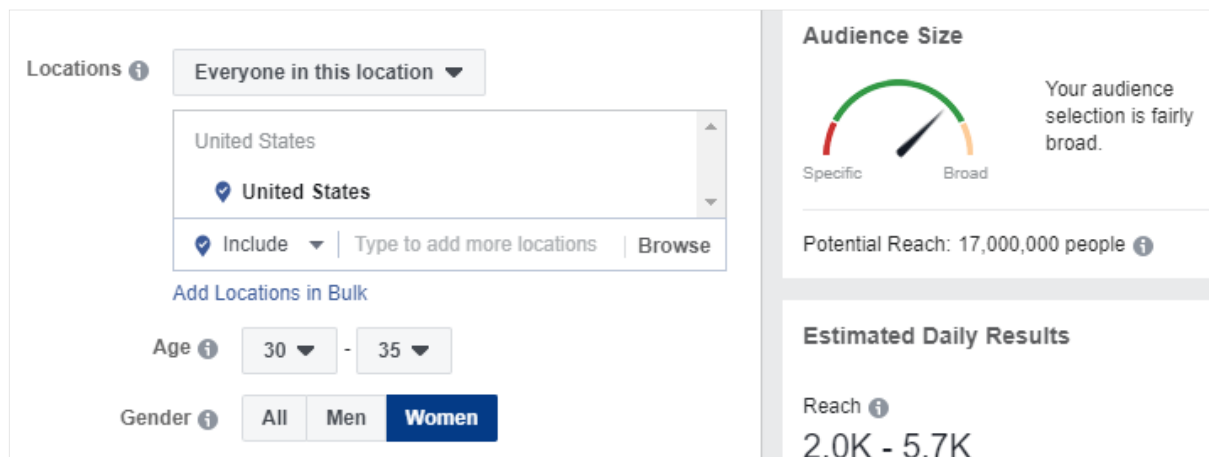 Locations
Everyone in this location
United States
United States
Include
Type to add more locations
Browse
Add Locations in Bulk
Age
30 - 35
Gender
All
Men
Women
Audience Size
Specific
Broad
Your audience
selection is fairly
broad.
Potential Reach: 17,000,000 people
Estimated Daily Results
Reach
2.0K - 5.7K